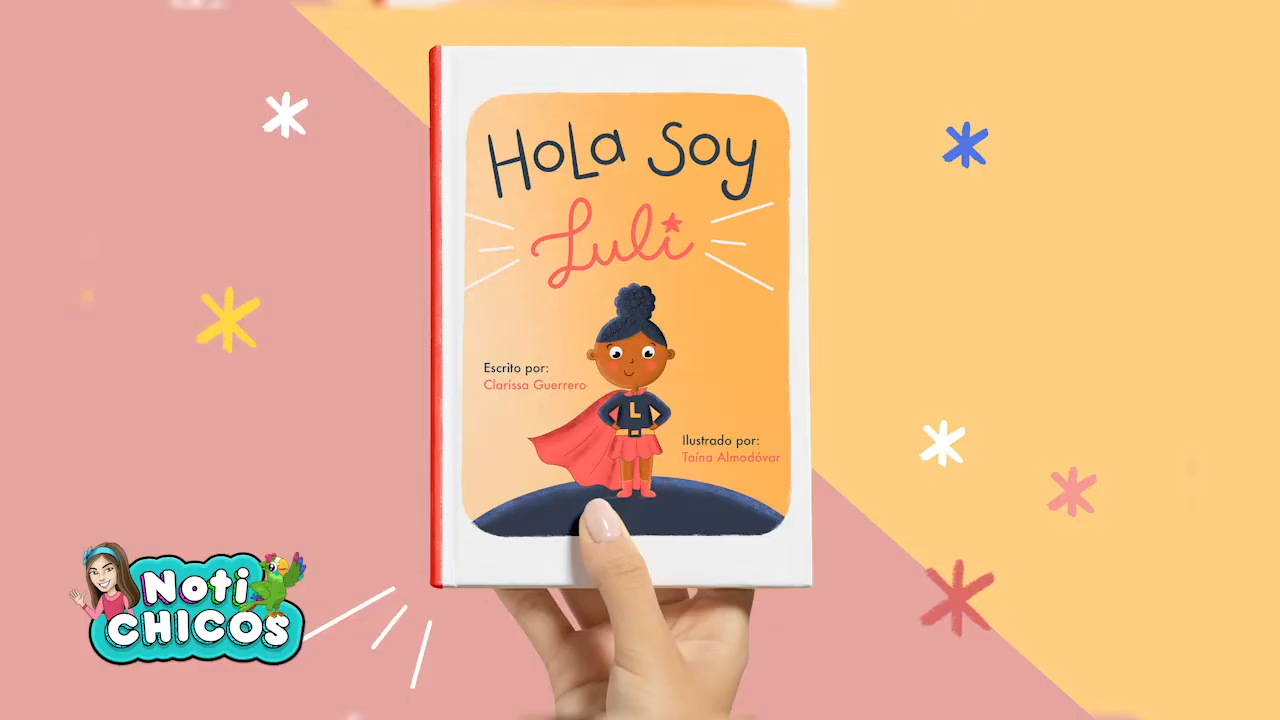 HoLa Soy
Luli
Escrito por:
Clarissa Guerrero
L
Ilustrado por:
Taína Almodóvar
Noti
CHICOS